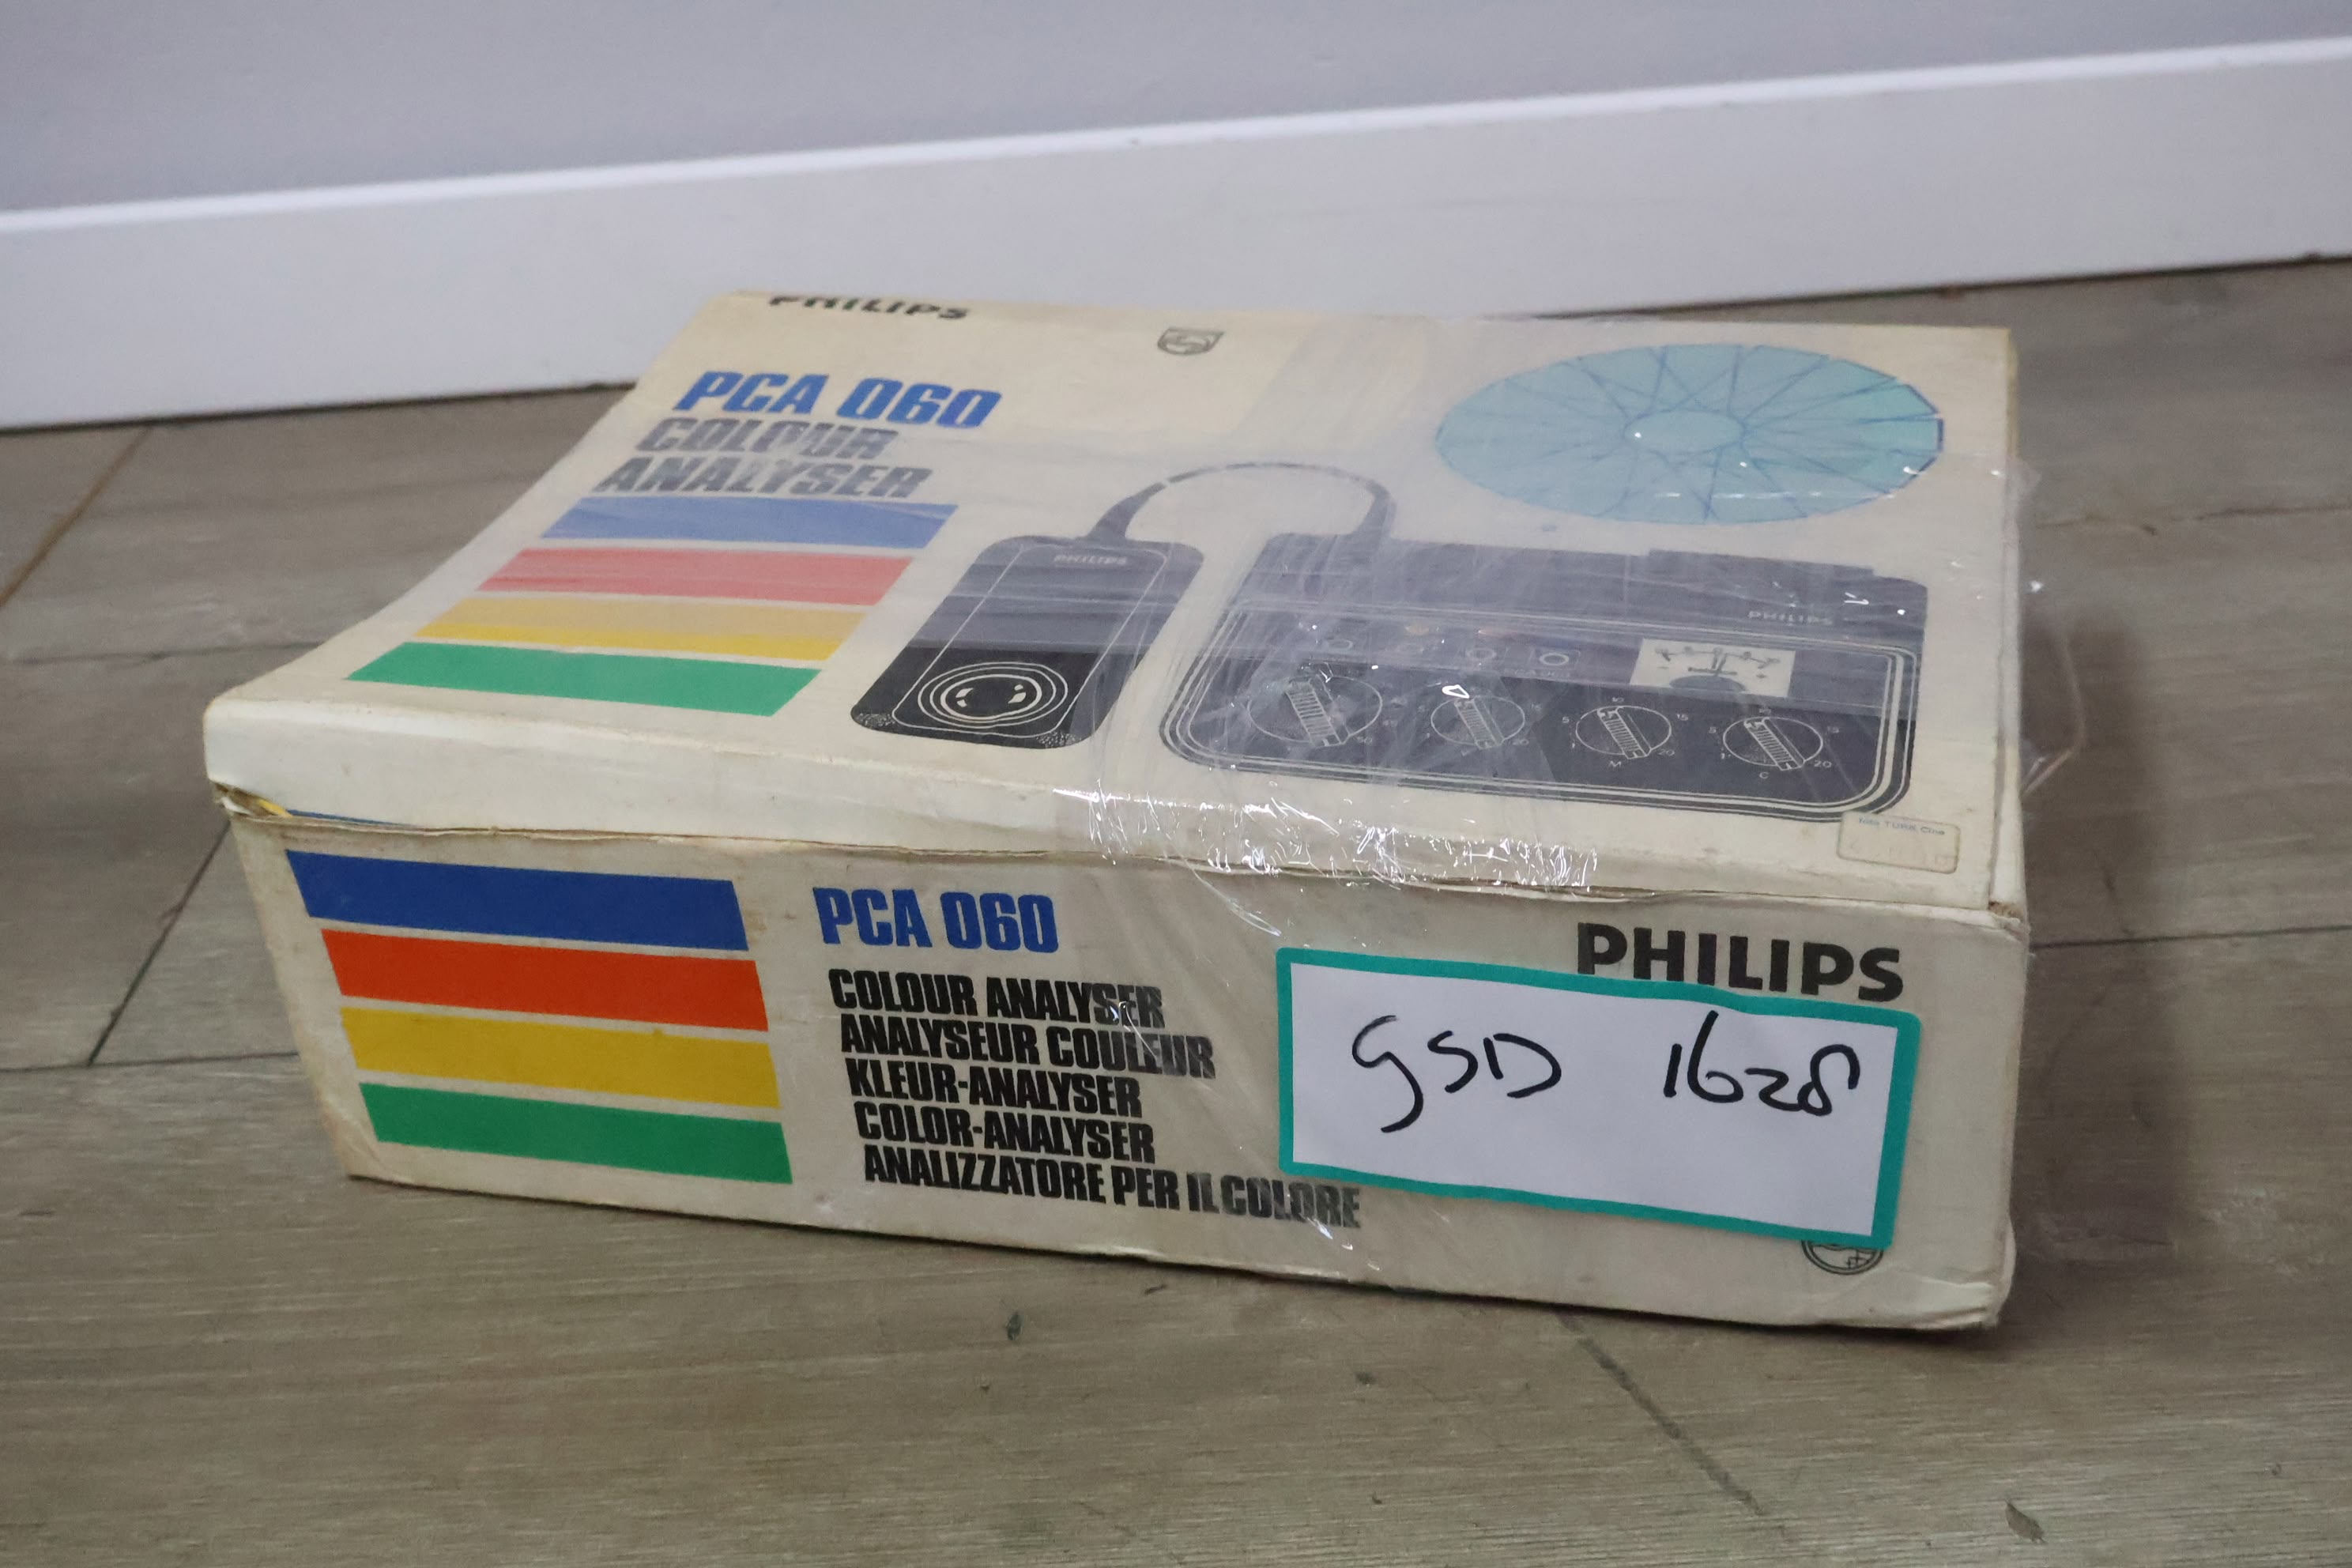 PHILIPS
PCA 060
COLOUR
ANALYSER
PHILIPS
PHILIPS
PCA 060
COLOUR ANALYSER
ANALYSEUR COULEUR
KLEUR-ANALYSER
COLOR-ANALYSER
ANALIZZATORE PER IL COLORE
PHILIPS
GSD 1628